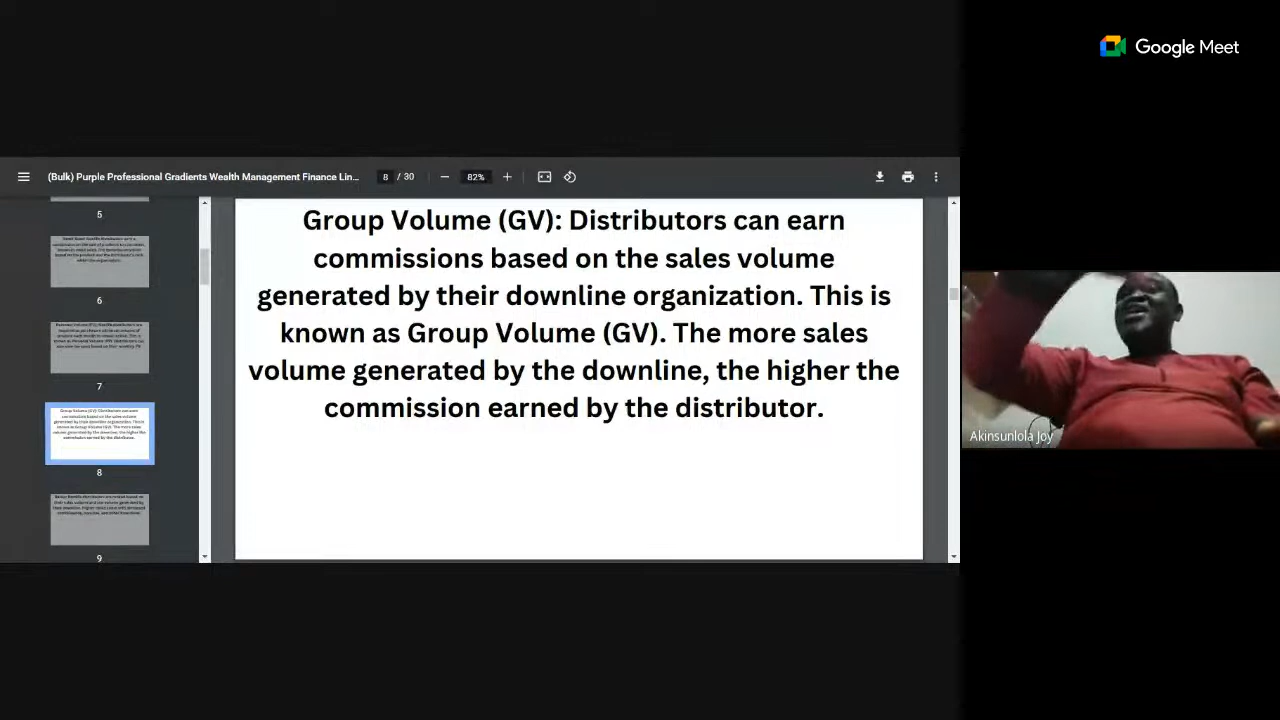 Google Meet
(Bulk) Purple Professional Gradients Wealth Management Finance Lin...
8 / 30
82%
5
6
7
8
9
Group Volume (GV): Distributors can earn
commissions based on the sales volume
generated by their downline organization. This is
known as Group Volume (GV). The more sales
volume generated by the downline, the higher the
commission earned by the distributor.
Akinsunlola Joy